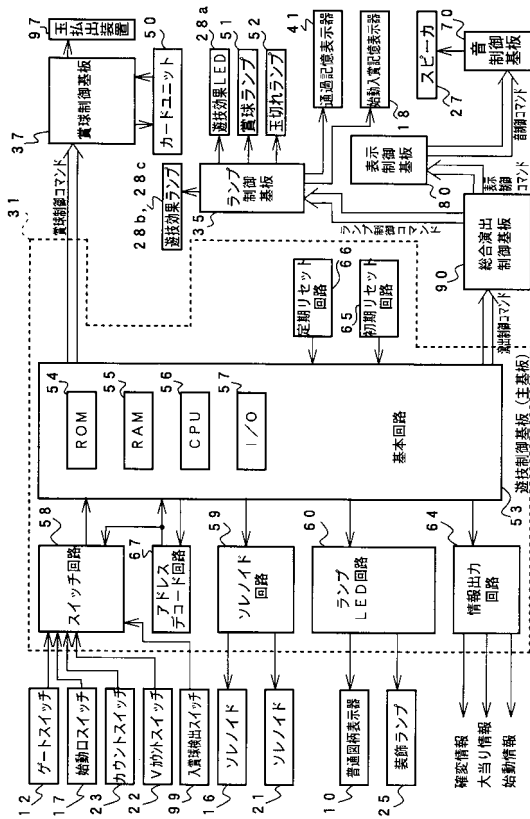 12
ゲートスイッチ
17
始動口スイッチ
23
カウントスイッチ
22
Vカウントスイッチ
99
入賞球検出スイッチ
16
ソレノイド
21
ソレノイド
10
普通図柄表示器
25
装飾ランプ
確変情報
大当り情報
始動情報
58
スイッチ回路
67
アドレス
デコード回路
59
ソレノイド
回路
60
ランプ
LED回路
64
情報出力
回路
54
ROM
55
RAM
56
CPU
57
I/O
基本回路
53
遊技制御基板(主基板)
31
賞球制御コマンド
定期リセット
回路
66
初期リセット
回路
65
演出制御コマンド
97
玉払出装置
37
賞球制御基板
50
カードユニット
28a
遊技効果LED
51
賞球ランプ
52
玉切れランプ
28b,28c
遊技効果ランプ
35
ランプ
制御基板
ランプ制御コマンド
41
通過記憶表示器
18
始動入賞記憶表示器
80
表示制御
基板
表示
制御
コマンド
90
総合演出
制御基板
27
スピーカ
70
音制御
基板
音制御
コマンド